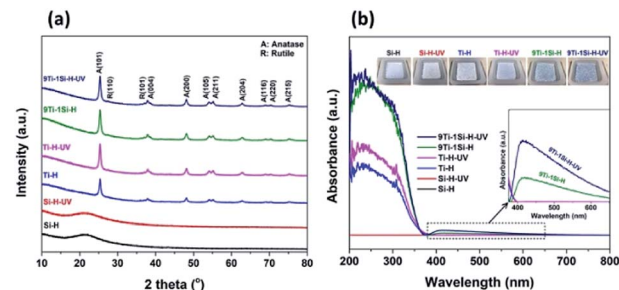 (a)
A: Anatase
R: Rutile
A(101)
R(110)
R(101)
A(004)
A(200)
A(105)
A(211)
A(204)
A(116)
A(220)
A(215)
9Ti-1Si-H-UV
9Ti-1Si-H
Ti-H-UV
Ti-H
Si-H-UV
Si-H
Intensity (a.u.)
10 20 30 40 50 60 70 80
2 theta (°)
(b)
Si-H Si-H-UV Ti-H Ti-H-UV 9Ti-1Si-H 9Ti-1Si-H-UV
9Ti-1Si-H-UV
9Ti-1Si-H
Ti-H-UV
Ti-H
Si-H-UV
Si-H
Absorbance (a.u.)
9Ti-1Si-H-UV
9Ti-1Si-H
400 500 600
Wavelength (nm)
Absorbance (a.u.)
200 300 400 500 600 700 800
Wavelength (nm)